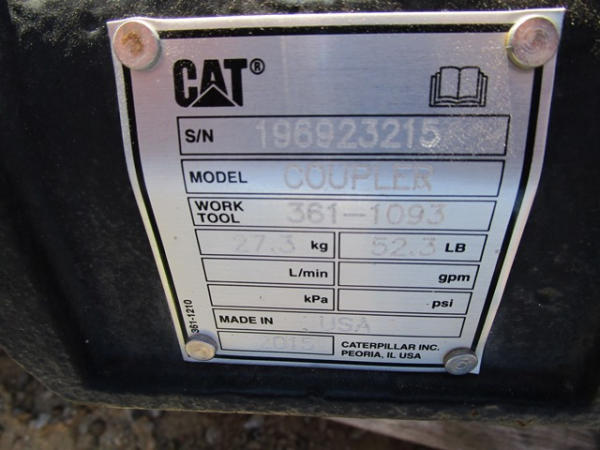 CAT®
S/N 196923215
MODEL COUPLER
WORK TOOL 361-1093
27.3 kg 52.3 LB
L/min gpm
kPa psi
MADE IN USA
2015 CATERPILLAR INC.
PEORIA, IL USA
361-1210